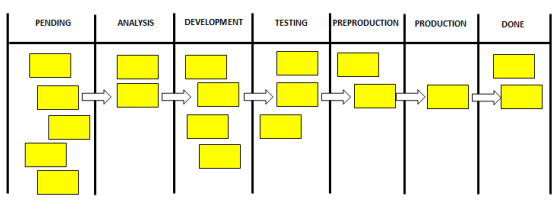 PENDING ANALYSIS DEVELOPMENT TESTING PREPRODUCTION PRODUCTION DONE